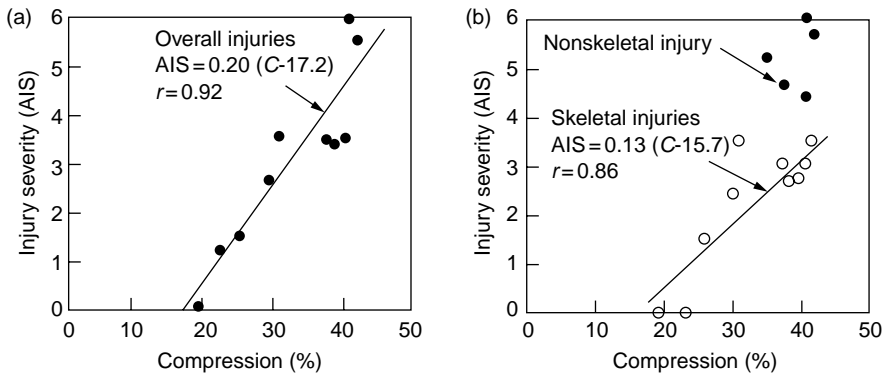 (a)
6
5
4
3
2
1
0
Injury severity (AIS)
Overall injuries
AIS = 0.20 (C-17.2)
r = 0.92
0 10 20 30 40 50
Compression (%)
(b)
6
5
4
3
2
1
0
Injury severity (AIS)
Nonskeletal injury
Skeletal injuries
AIS = 0.13 (C-15.7)
r = 0.86
0 10 20 30 40 50
Compression (%)